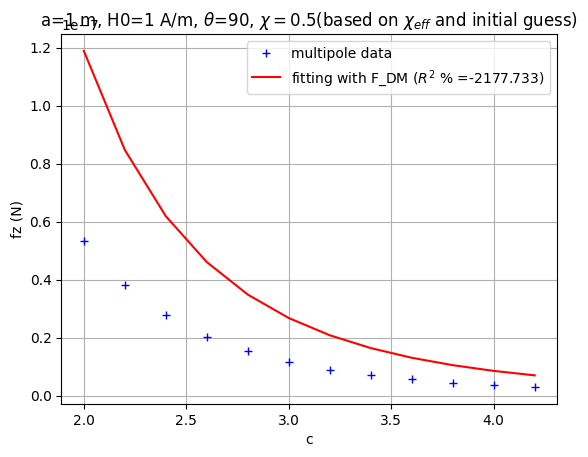 a=1 m, H0=1 A/m, θ=90, χ = 0.5(based on χ_eff and initial guess)
1e−7
multipole data
fitting with F_DM (R² % =-2177.733)
fz (N)
1.2
1.0
0.8
0.6
0.4
0.2
0.0
2.0 2.5 3.0 3.5 4.0
c